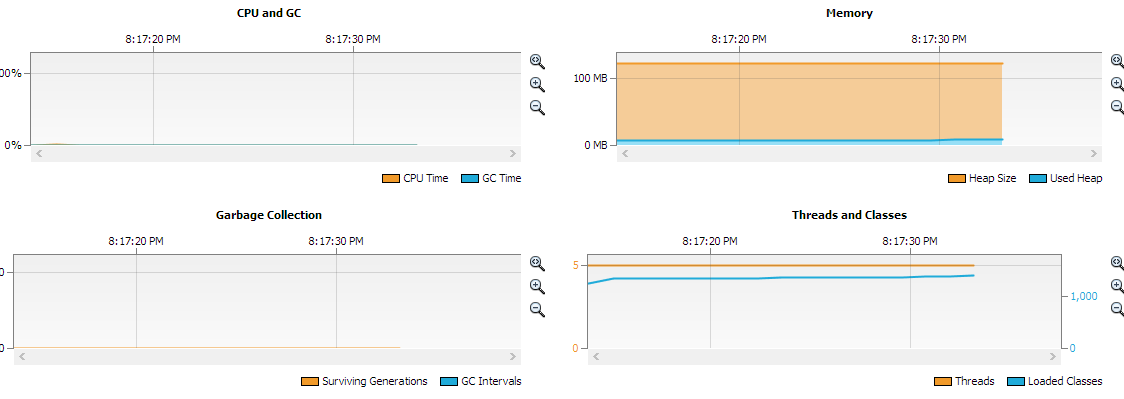 CPU and GC
8:17:20 PM 8:17:30 PM
0%
CPU Time GC Time
Memory
8:17:20 PM 8:17:30 PM
100 MB
0 MB
Heap Size Used Heap
Garbage Collection
8:17:20 PM 8:17:30 PM
0
0
Surviving Generations GC Intervals
Threads and Classes
8:17:20 PM 8:17:30 PM
5
1,000
0 0
Threads Loaded Classes